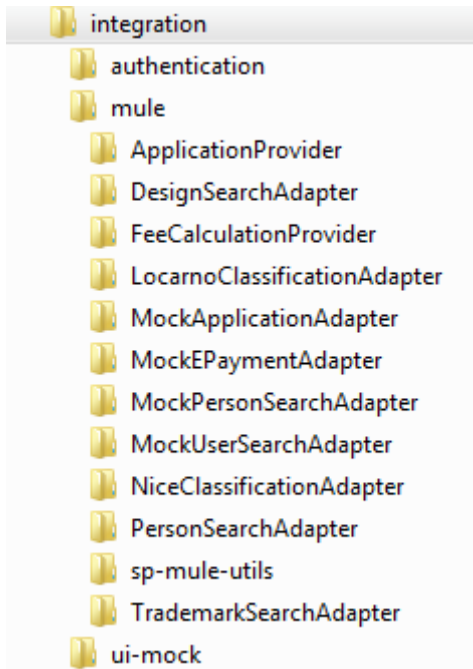 integration
authentication
mule
ApplicationProvider
DesignSearchAdapter
FeeCalculationProvider
LocarnoClassificationAdapter
MockApplicationAdapter
MockEPaymentAdapter
MockPersonSearchAdapter
MockUserSearchAdapter
NiceClassificationAdapter
PersonSearchAdapter
sp-mule-utils
TrademarkSearchAdapter
ui-mock